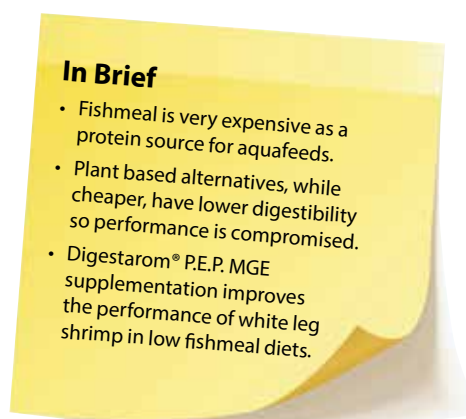 In Brief
• Fishmeal is very expensive as a
protein source for aquafeeds.
• Plant based alternatives, while
cheaper, have lower digestibility
so performance is compromised.
• Digestarom® P.E.P. MGE
supplementation improves
the performance of white leg
shrimp in low fishmeal diets.